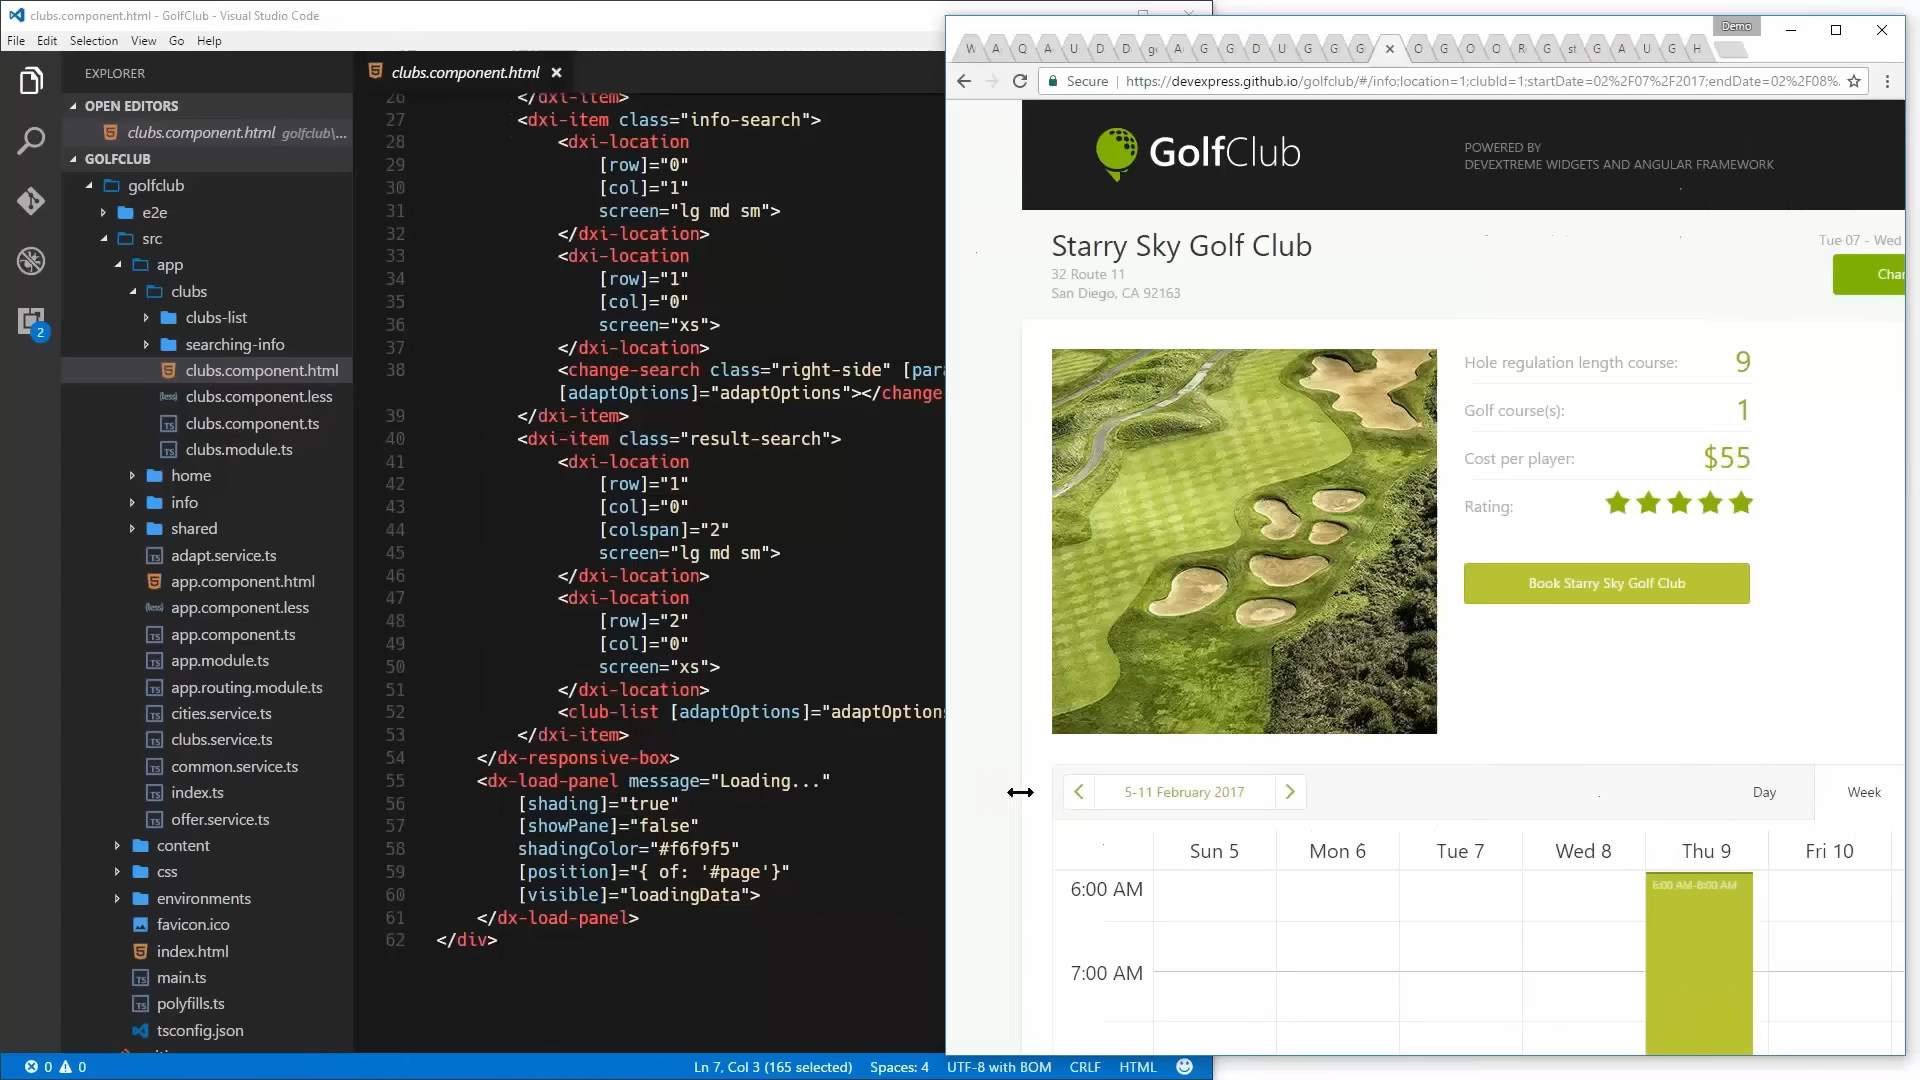 clubs.component.html - GolfClub - Visual Studio Code
File Edit Selection View Go Help
EXPLORER
OPEN EDITORS
clubs.component.html golfclub\...
GOLFCLUB
golfclub
e2e
src
app
clubs
clubs-list
searching-info
clubs.component.html
clubs.component.less
clubs.component.ts
clubs.module.ts
home
info
shared
adapt.service.ts
app.component.html
app.component.less
app.component.ts
app.module.ts
app.routing.module.ts
cities.service.ts
clubs.service.ts
common.service.ts
index.ts
offer.service.ts
content
css
environments
favicon.ico
index.html
main.ts
polyfills.ts
tsconfig.json
2
clubs.component.html
26 </dxi-item>
27 <dxi-item class="info-search">
28 <dxi-location
29 [row]="0"
30 [col]="1"
31 screen="lg md sm">
32 </dxi-location>
33 <dxi-location
34 [row]="1"
35 [col]="0"
36 screen="xs">
37 </dxi-location>
38 <change-search class="right-side" [par
[adaptOptions]="adaptOptions"></change
39 </dxi-item>
40 <dxi-item class="result-search">
41 <dxi-location
42 [row]="1"
43 [col]="0"
44 [colspan]="2"
45 screen="lg md sm">
46 </dxi-location>
47 <dxi-location
48 [row]="2"
49 [col]="0"
50 screen="xs">
51 </dxi-location>
52 <club-list [adaptOptions]="adaptOptions
53 </dxi-item>
54 </dx-responsive-box>
55 <dx-load-panel message="Loading..."
56 [shading]="true"
57 [showPane]="false"
58 shadingColor="#f6f9f5"
59 [position]="{ of: '#page'}"
60 [visible]="loadingData">
61 </dx-load-panel>
62 </div>
0 0
Ln 7, Col 3 (165 selected) Spaces: 4 UTF-8 with BOM CRLF HTML
Demo
W A Q A U D D g A G G D U G G G O G O O R G st G A U G H
Secure https://devexpress.github.io/golfclub/#/info;location=1;clubId=1;startDate=02%2F07%2F2017;endDate=02%2F08%
GolfClub
POWERED BY
DEVEXTREME WIDGETS AND ANGULAR FRAMEWORK
Starry Sky Golf Club
32 Route 11
San Diego, CA 92163
Tue 07 - Wed
Char
Hole regulation length course: 9
Golf course(s): 1
Cost per player: $55
Rating:
Book Starry Sky Golf Club
5-11 February 2017
Day Week
Sun 5 Mon 6 Tue 7 Wed 8 Thu 9 Fri 10
6:00 AM
6:00 AM-8:00 AM
7:00 AM